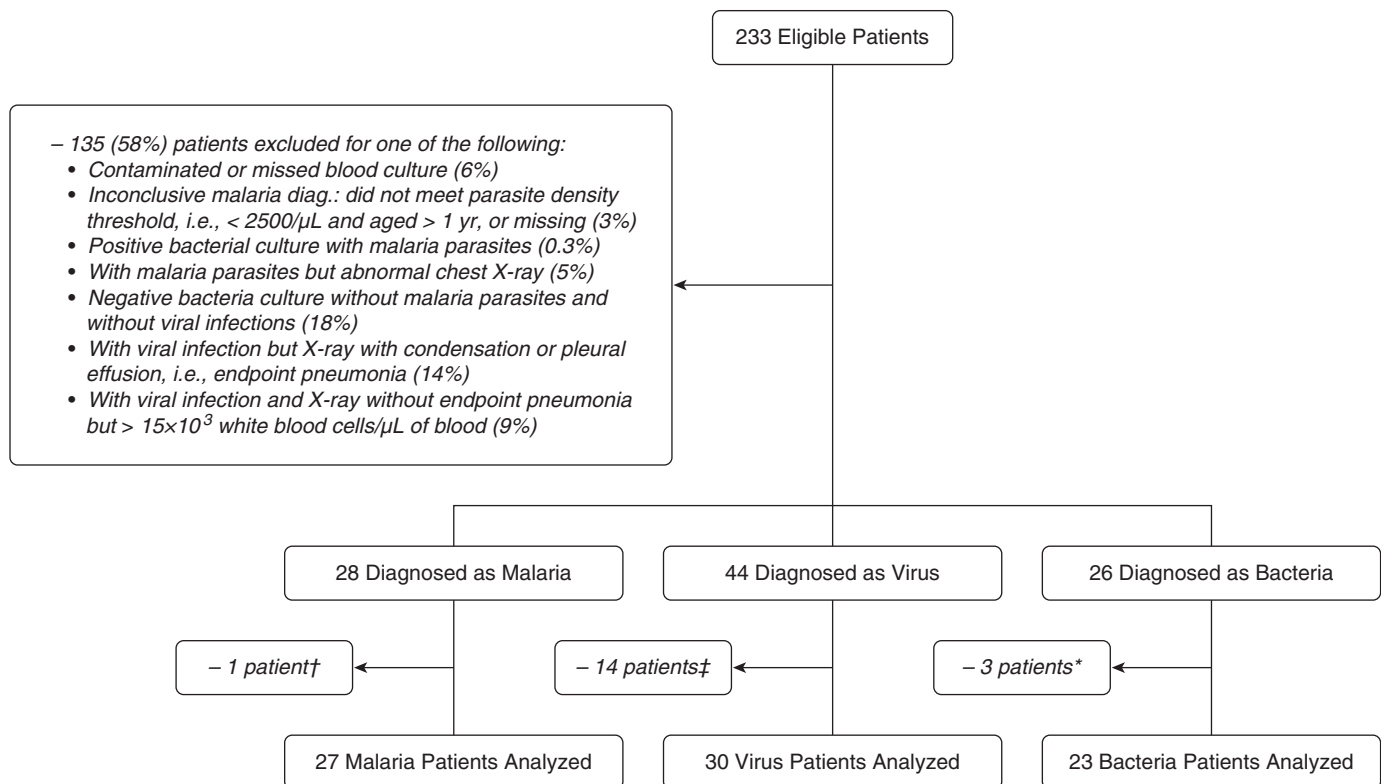 233 Eligible Patients
– 135 (58%) patients excluded for one of the following:
• Contaminated or missed blood culture (6%)
• Inconclusive malaria diag.: did not meet parasite density
threshold, i.e., < 2500/µL and aged > 1 yr, or missing (3%)
• Positive bacterial culture with malaria parasites (0.3%)
• With malaria parasites but abnormal chest X-ray (5%)
• Negative bacteria culture without malaria parasites and
without viral infections (18%)
• With viral infection but X-ray with condensation or pleural
effusion, i.e., endpoint pneumonia (14%)
• With viral infection and X-ray without endpoint pneumonia
but > 15×10³ white blood cells/µL of blood (9%)
28 Diagnosed as Malaria
44 Diagnosed as Virus
26 Diagnosed as Bacteria
– 1 patient†
– 14 patients‡
– 3 patients*
27 Malaria Patients Analyzed
30 Virus Patients Analyzed
23 Bacteria Patients Analyzed